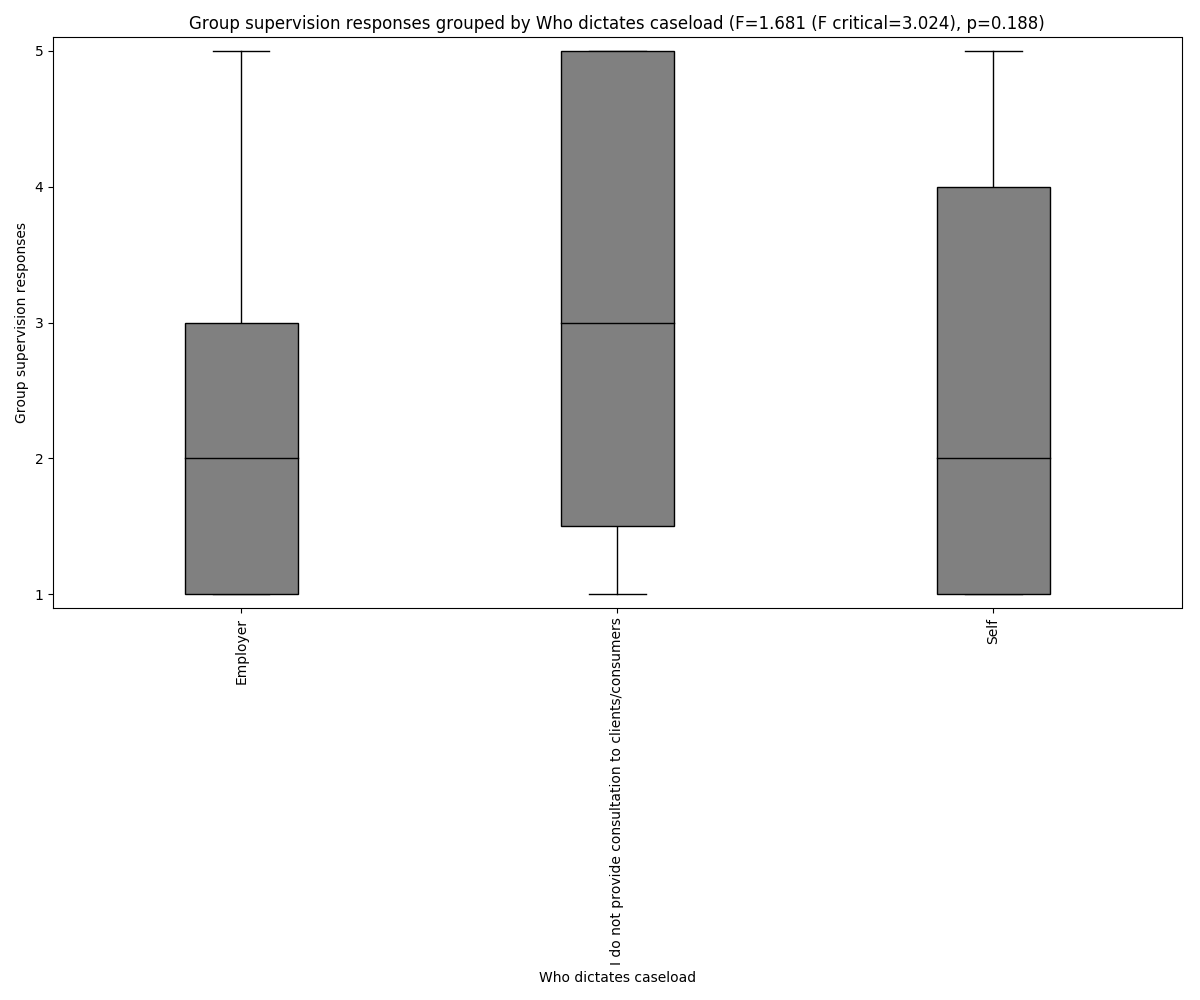 Group supervision responses grouped by Who dictates caseload (F=1.681 (F critical=3.024), p=0.188)
Group supervision responses
5
4
3
2
1
Employer
I do not provide consultation to clients/consumers
Self
Who dictates caseload